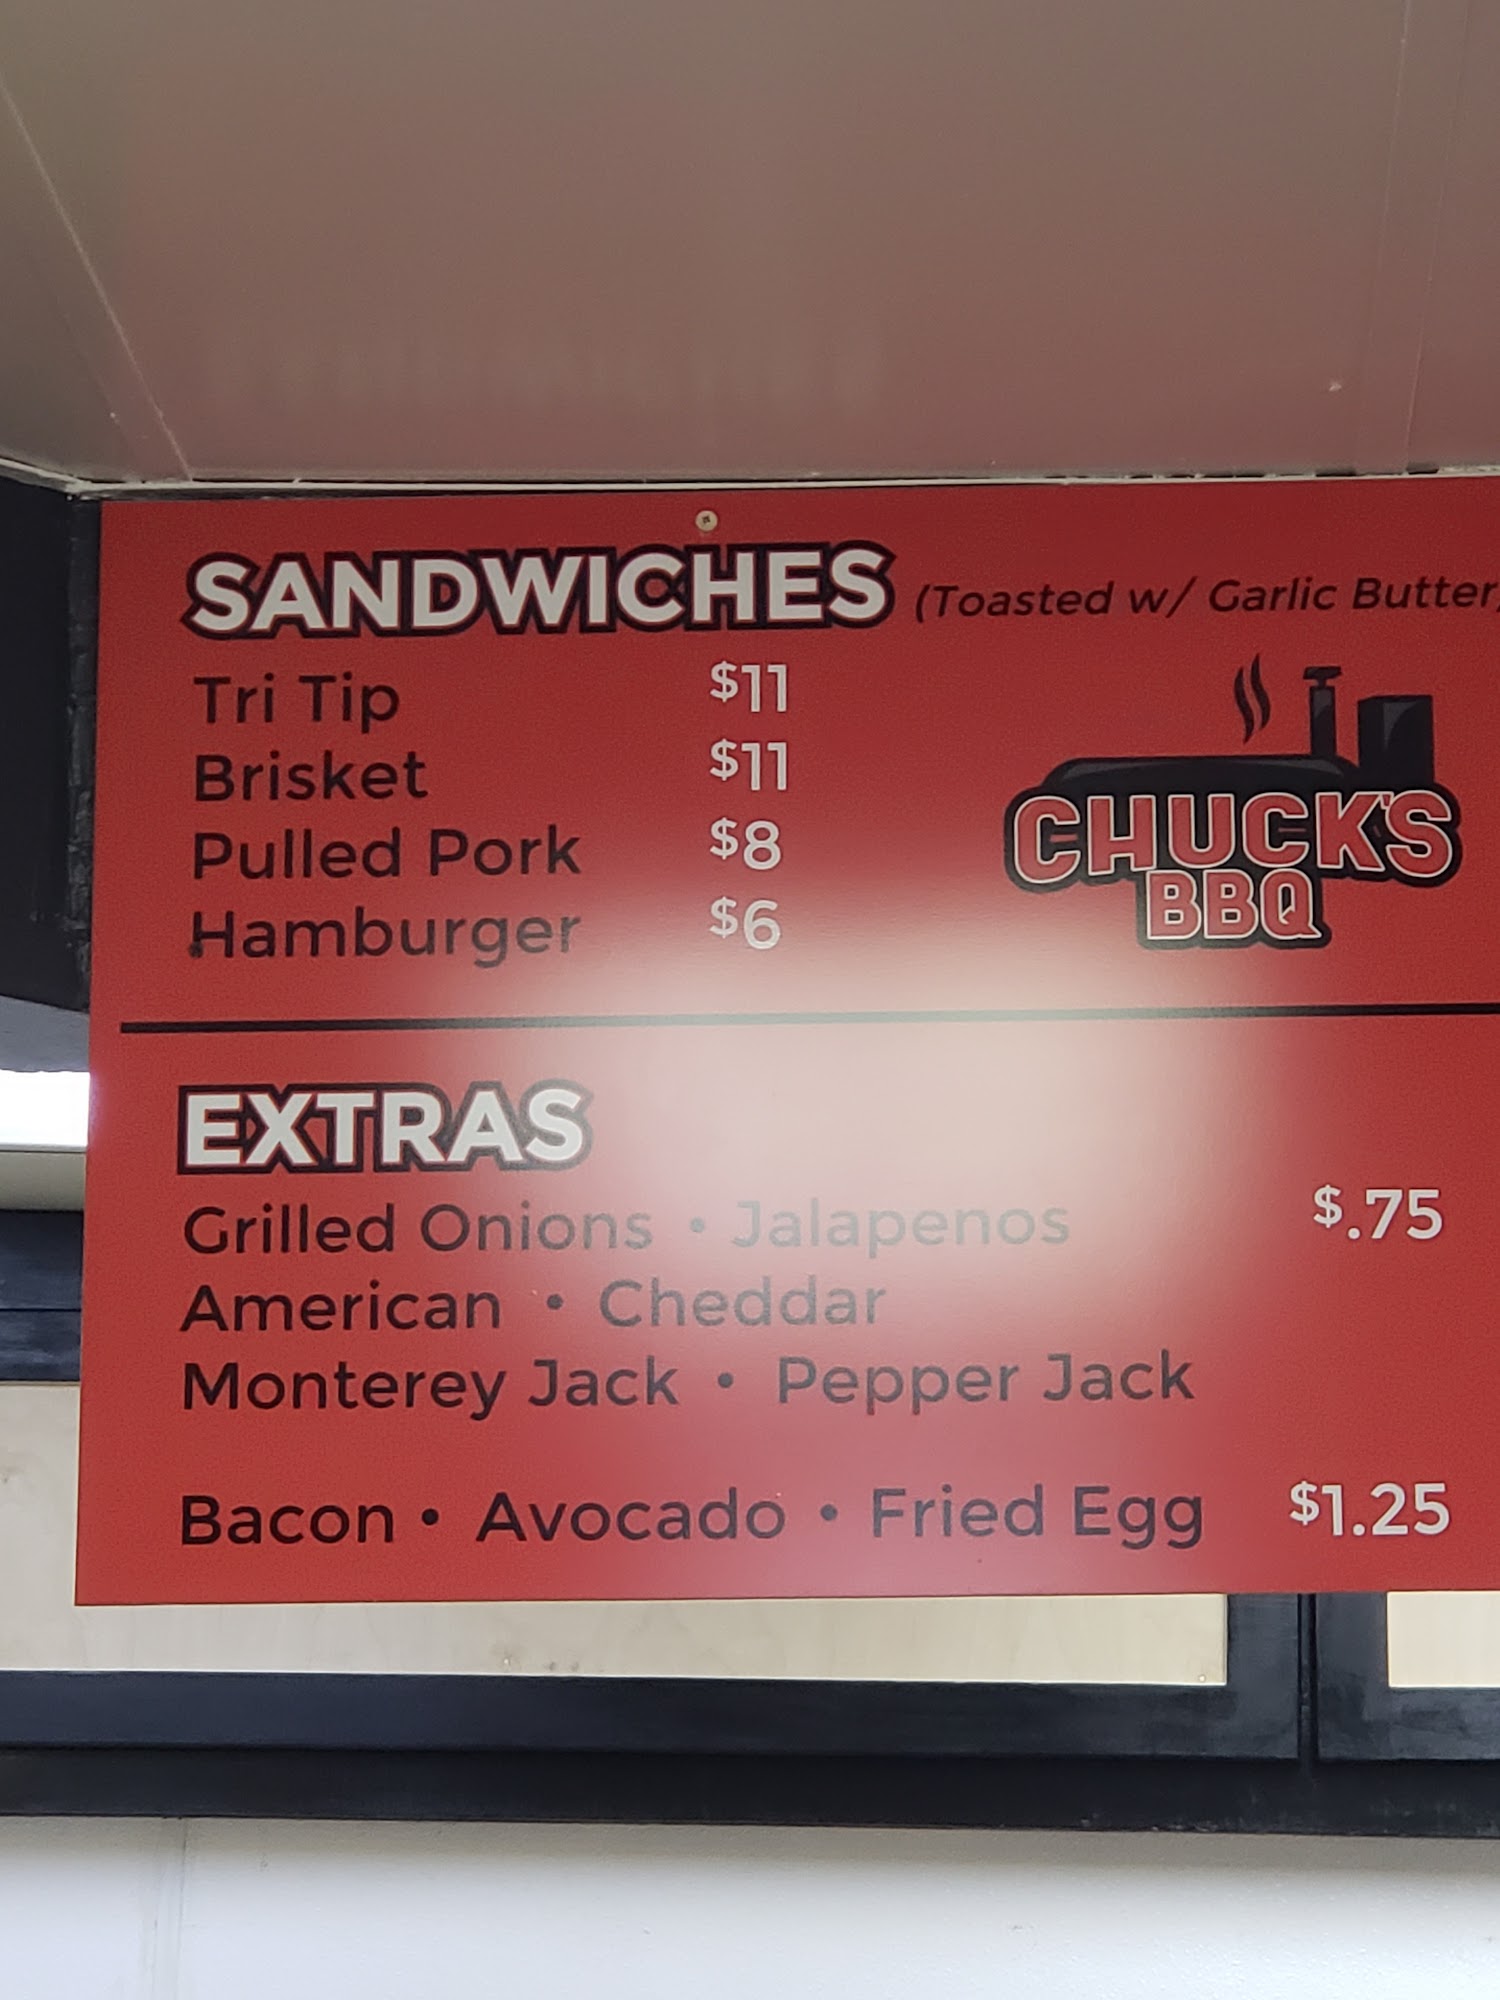 SANDWICHES (Toasted w/ Garlic Butter)
Tri Tip $11
Brisket $11
Pulled Pork $8
Hamburger $6
CHUCK'S
BBQ
EXTRAS
Grilled Onions • Jalapenos $.75
American • Cheddar
Monterey Jack • Pepper Jack
Bacon • Avocado • Fried Egg $1.25